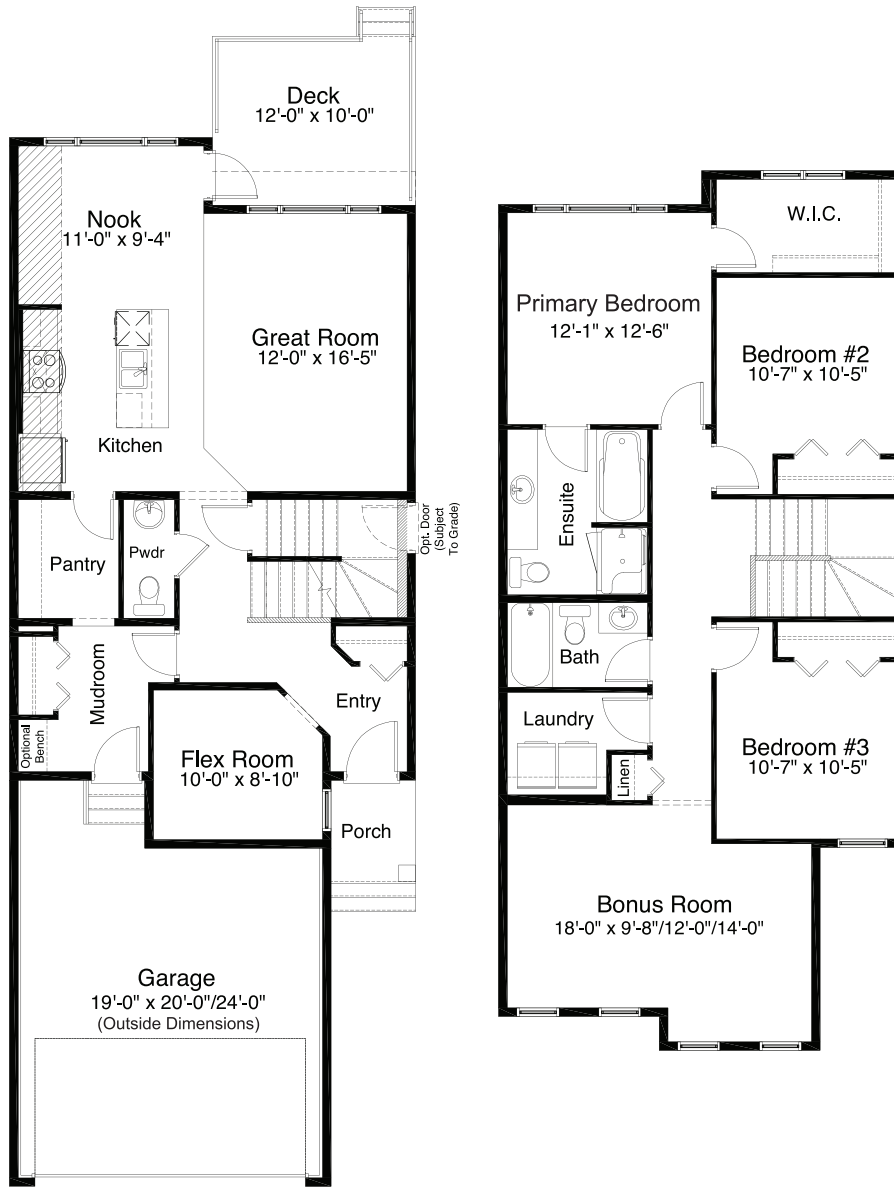 Deck
12'-0" x 10'-0"
Nook
11'-0" x 9'-4"
Great Room
12'-0" x 16'-5"
Kitchen
Pantry
Pwdr
Opt. Door
(Subject
To Grade)
Mudroom
Optional
Bench
Entry
Flex Room
10'-0" x 8'-10"
Porch
Garage
19'-0" x 20'-0"/24'-0"
(Outside Dimensions)
W.I.C.
Primary Bedroom
12'-1" x 12'-6"
Bedroom #2
10'-7" x 10'-5"
Ensuite
Bath
Laundry
Linen
Bedroom #3
10'-7" x 10'-5"
Bonus Room
18'-0" x 9'-8"/12'-0"/14'-0"